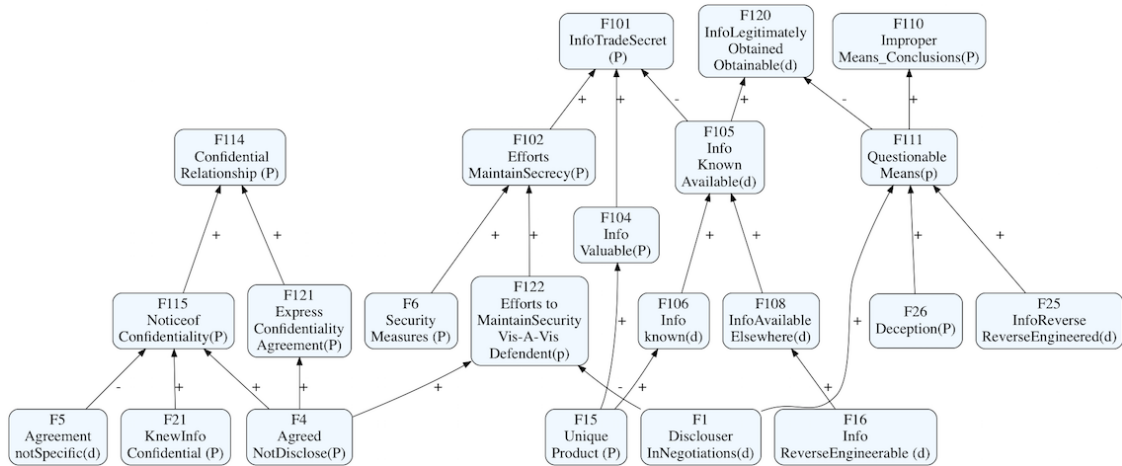 F101
InfoTradeSecret
(P)
F120
InfoLegitimately
Obtained
Obtainable(d)
F110
Improper
Means_Conclusions(P)
+
+
-
+
-
+
F114
Confidential
Relationship (P)
F102
Efforts
MaintainSecrecy(P)
F105
Info
Known
Available(d)
F111
Questionable
Means(p)
F104
Info
Valuable(P)
+
+
+
+
+
+
+
+
F115
Noticeof
Confidentiality(P)
F121
Express
Confidentiality
Agreement(P)
F6
Security
Measures (P)
F122
Efforts to
MaintainSecurity
Vis-A-Vis
Defendent(p)
F106
Info
known(d)
F108
InfoAvailable
Elsewhere(d)
F26
Deception(P)
F25
InfoReverse
ReverseEngineered(d)
+
+
-
+
+
+
+
-
+
+
F5
Agreement
notSpecific(d)
F21
KnewInfo
Confidential (P)
F4
Agreed
NotDisclose(P)
F15
Unique
Product (P)
F1
Disclouser
InNegotiations(d)
F16
Info
ReverseEngineerable (d)